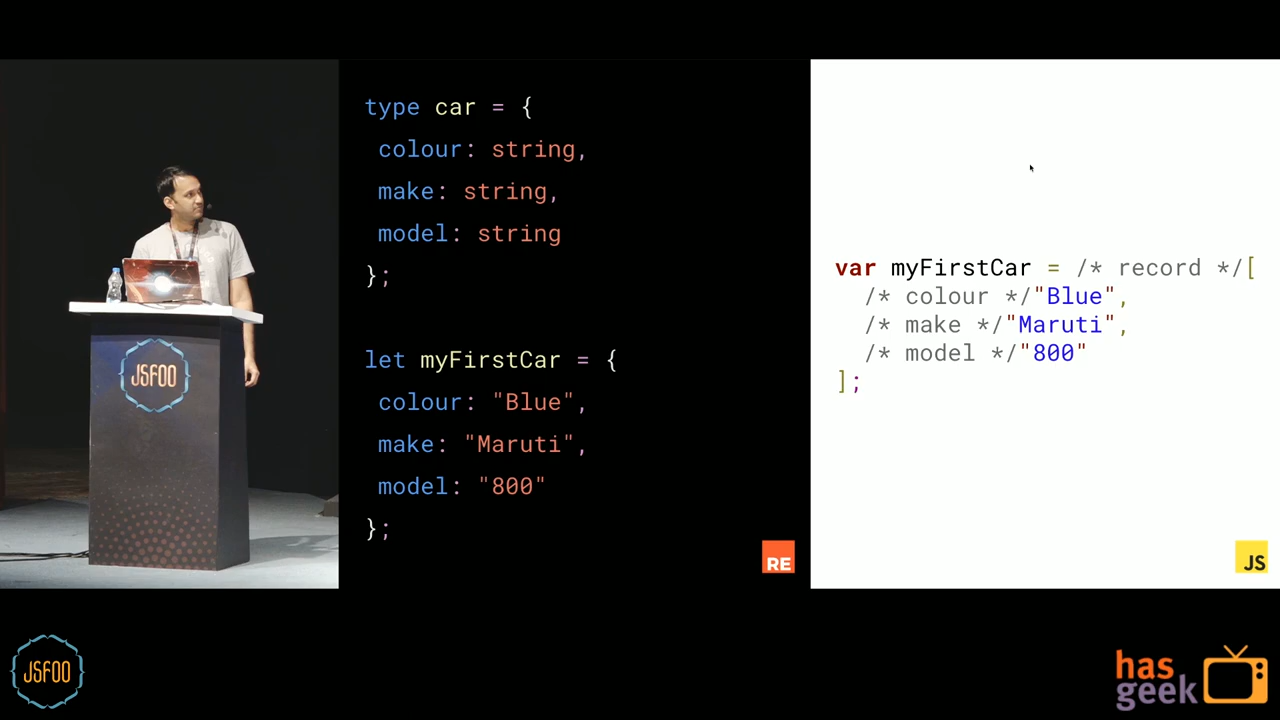 type car = {
colour: string,
make: string,
model: string
};
let myFirstCar = {
colour: "Blue",
make: "Maruti",
model: "800"
};
RE
var myFirstCar = /* record */[
/* colour */"Blue",
/* make */"Maruti",
/* model */"800"
];
JS
JSFOO
JSFOO
has
geek